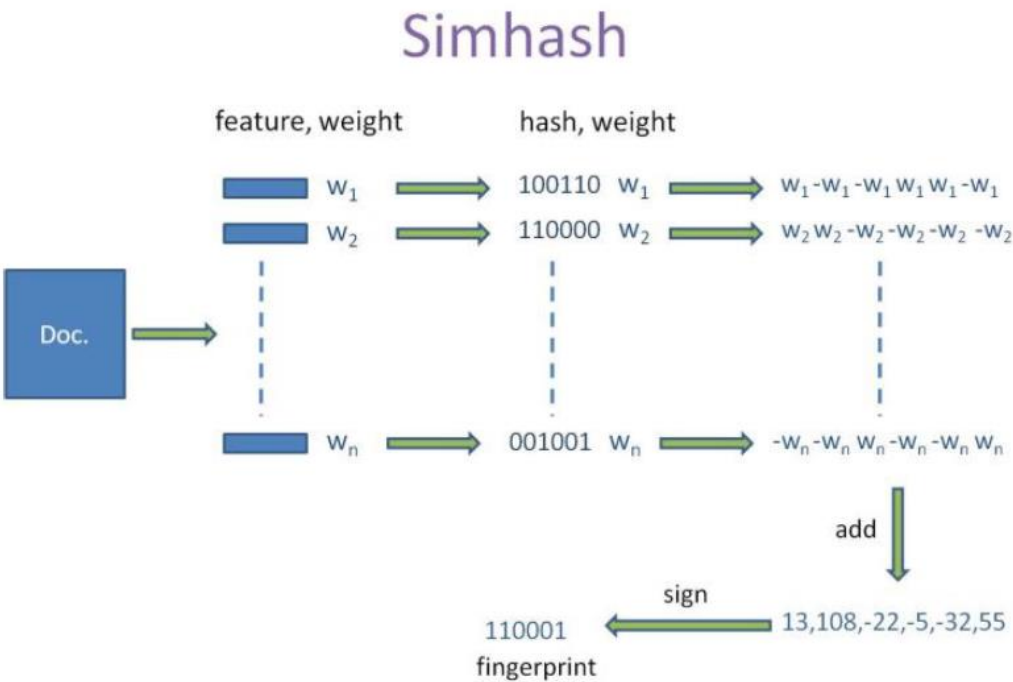 Simhash
feature, weight hash, weight
w₁ 100110 w₁ w₁ -w₁ -w₁ w₁ w₁ -w₁
w₂ 110000 w₂ w₂ w₂ -w₂ -w₂ -w₂ -w₂
Doc.
wₙ 001001 wₙ -wₙ -wₙ wₙ -wₙ -wₙ wₙ
add
sign
13,108,-22,-5,-32,55
110001
fingerprint